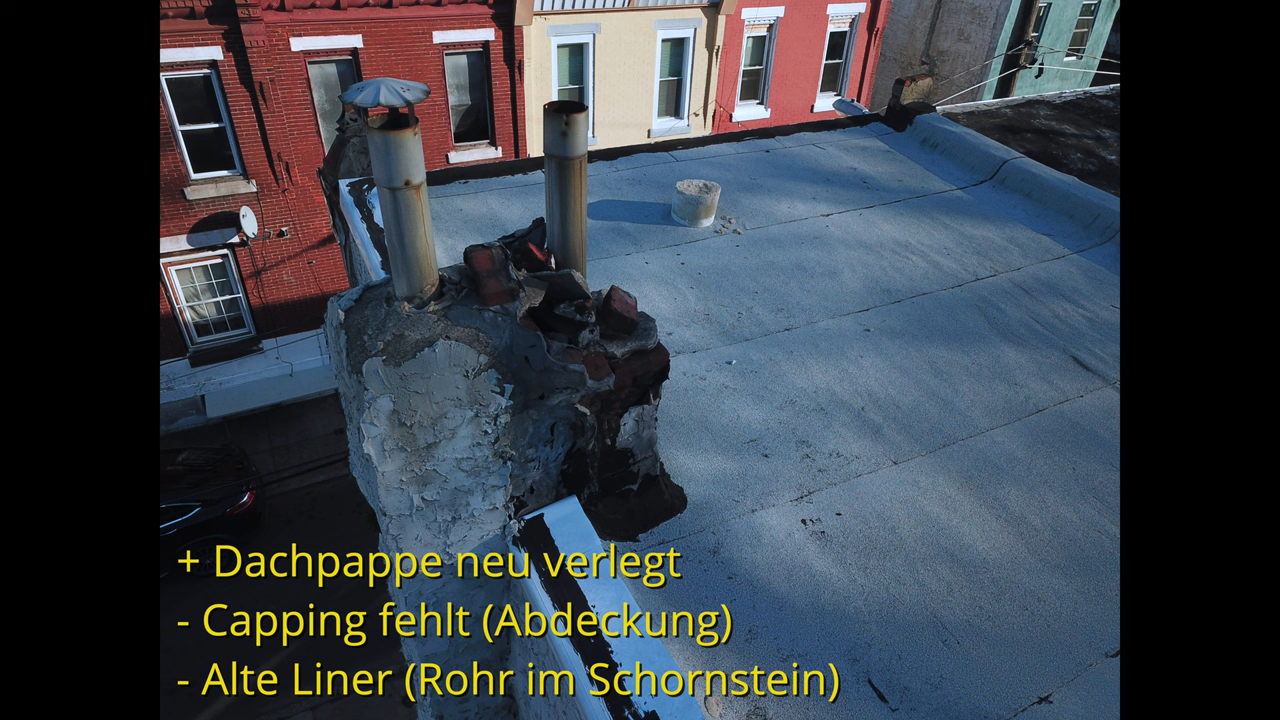 + Dachpappe neu verlegt
- Capping fehlt (Abdeckung)
- Alte Liner (Rohr im Schornstein)